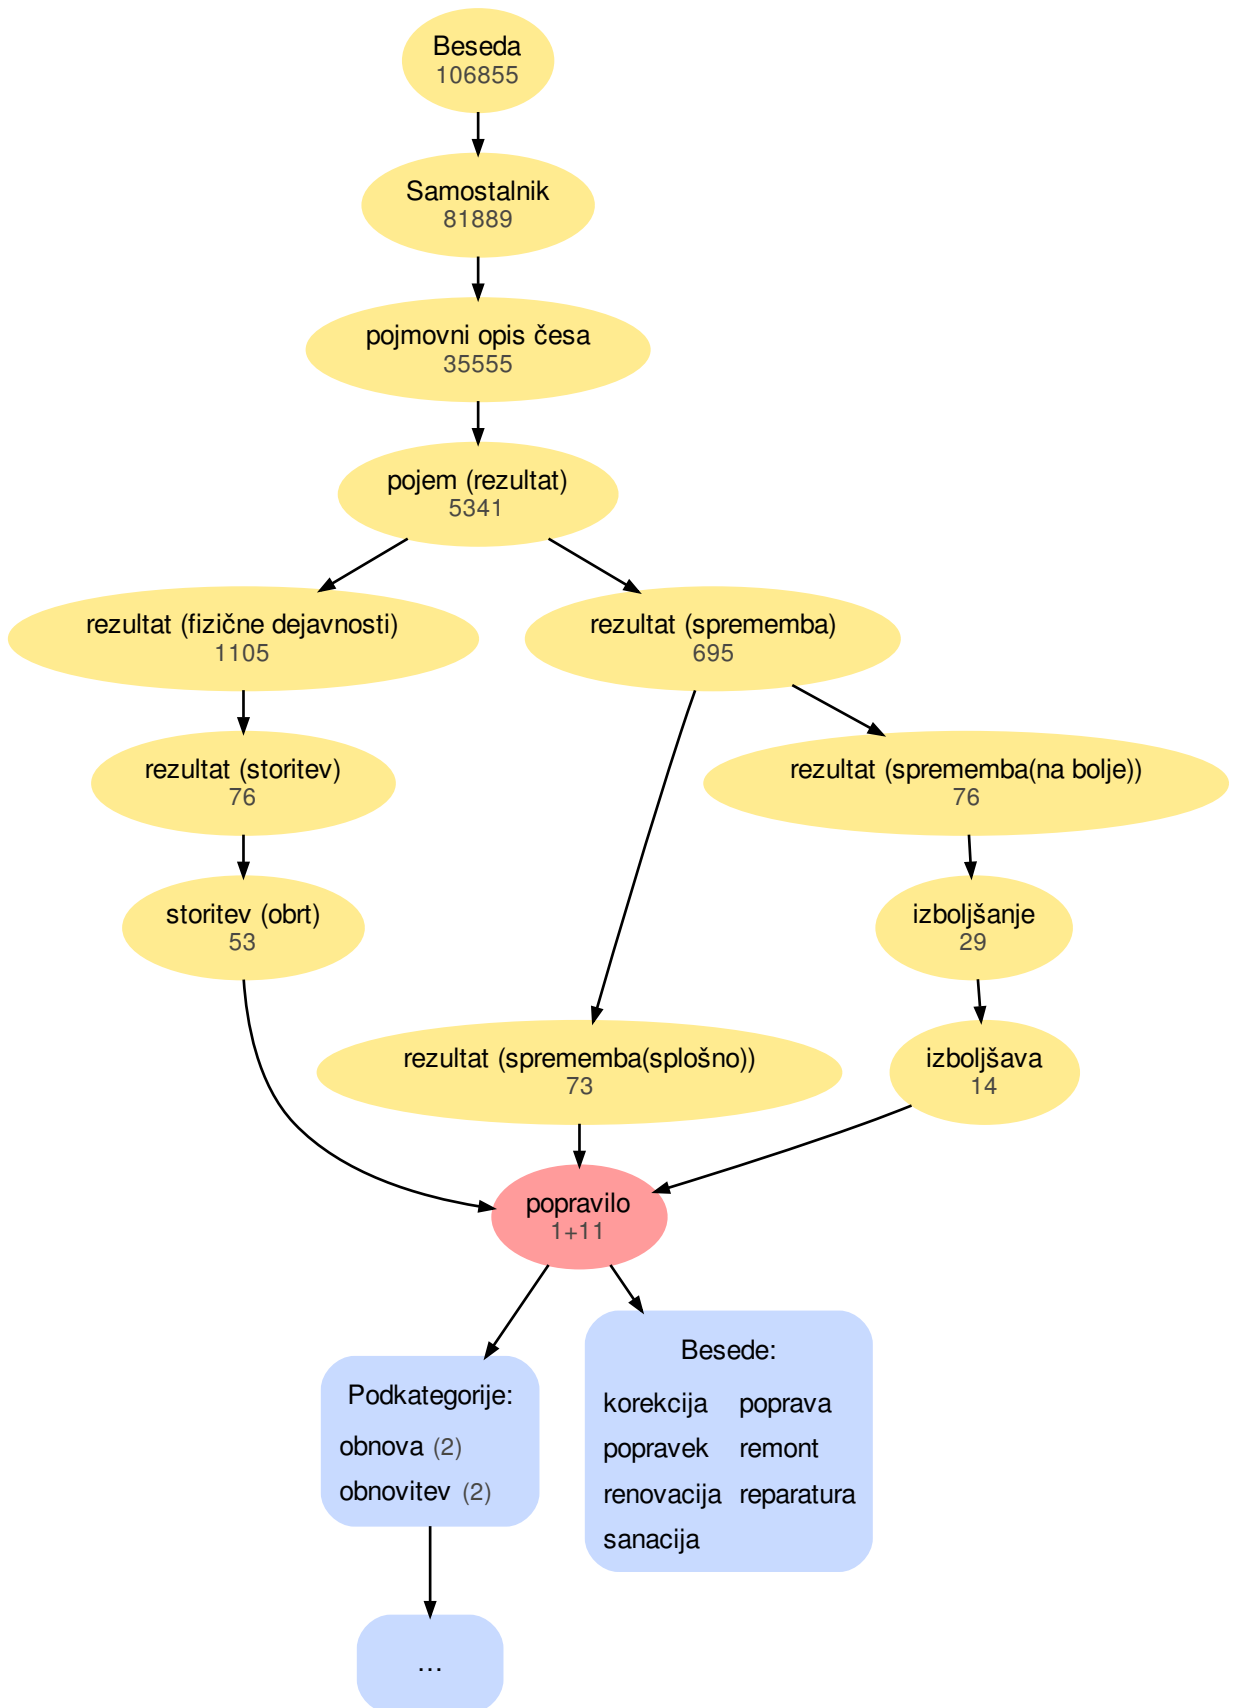 Beseda
106855
Samostalnik
81889
pojmovni opis česa
35555
pojem (rezultat)
5341
rezultat (fizične dejavnosti)
1105
rezultat (sprememba)
695
rezultat (storitev)
76
rezultat (sprememba(na bolje))
76
storitev (obrt)
53
izboljšanje
29
rezultat (sprememba(splošno))
73
izboljšava
14
popravilo
1+11
Podkategorije:
obnova (2)
obnovitev (2)
Besede:
korekcija poprava
popravek remont
renovacija reparatura
sanacija
...